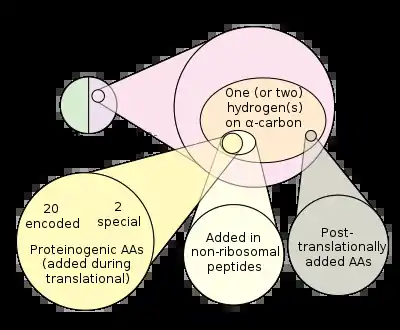 One (or two)
hydrogen(s)
on α-carbon
20
encoded
2
special
Proteinogenic AAs
(added during
translational)
Added in
non-ribosomal
peptides
Post-
translationally
added AAs